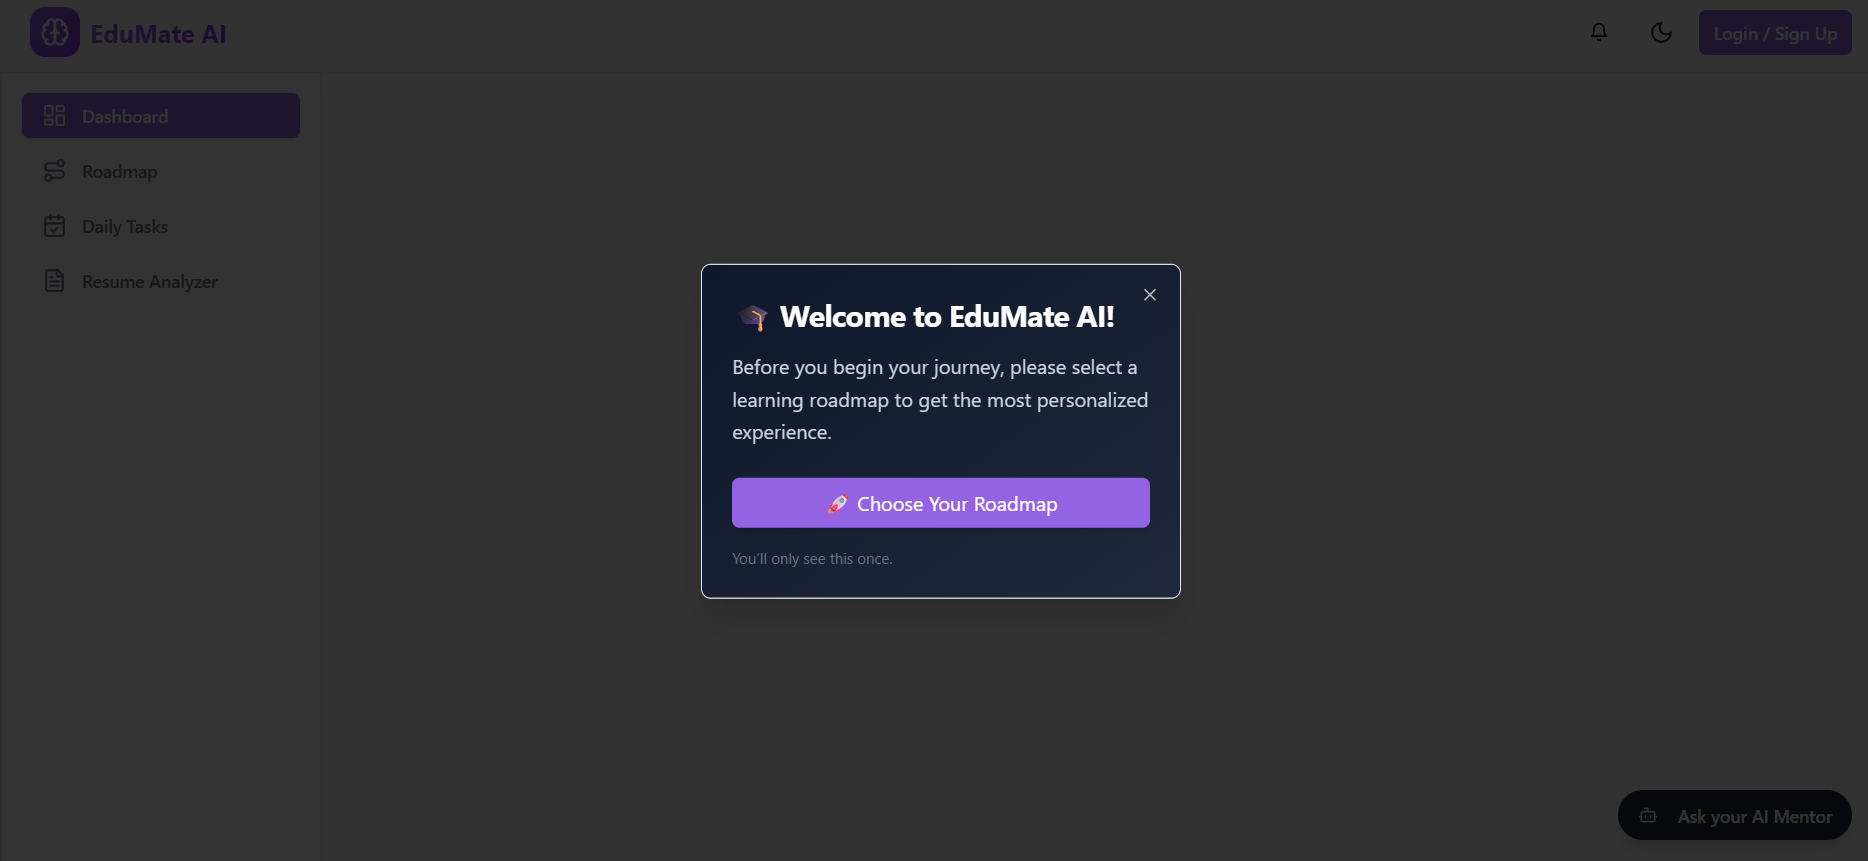 EduMate AI
Login / Sign Up
Dashboard
Roadmap
Daily Tasks
Resume Analyzer
🎓 Welcome to EduMate AI!
Before you begin your journey, please select a
learning roadmap to get the most personalized
experience.
🚀 Choose Your Roadmap
You'll only see this once.
Ask your AI Mentor